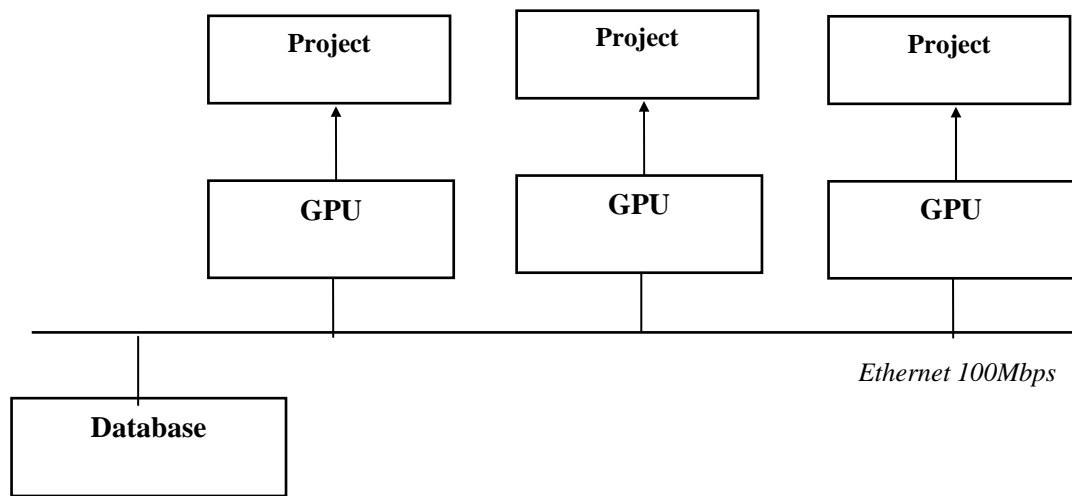 Project
Project
Project
GPU
GPU
GPU
Ethernet 100Mbps
Database